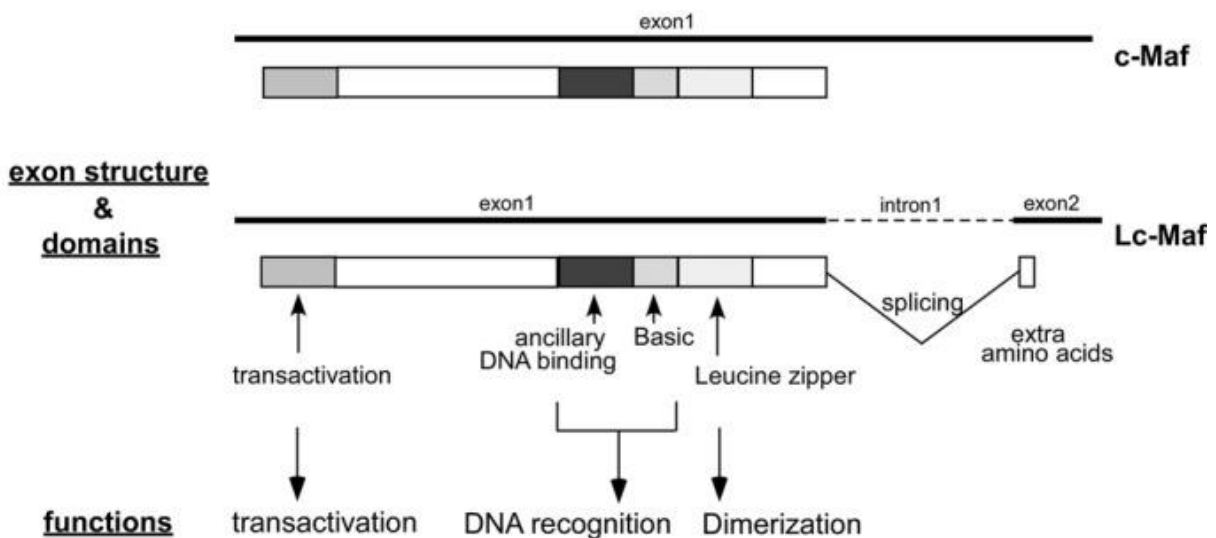 exon1
c-Maf
exon structure
&
domains
exon1
intron1
exon2
Lc-Maf
splicing
extra
amino acids
ancillary
DNA binding
Basic
transactivation
Leucine zipper
functions
transactivation
DNA recognition
Dimerization